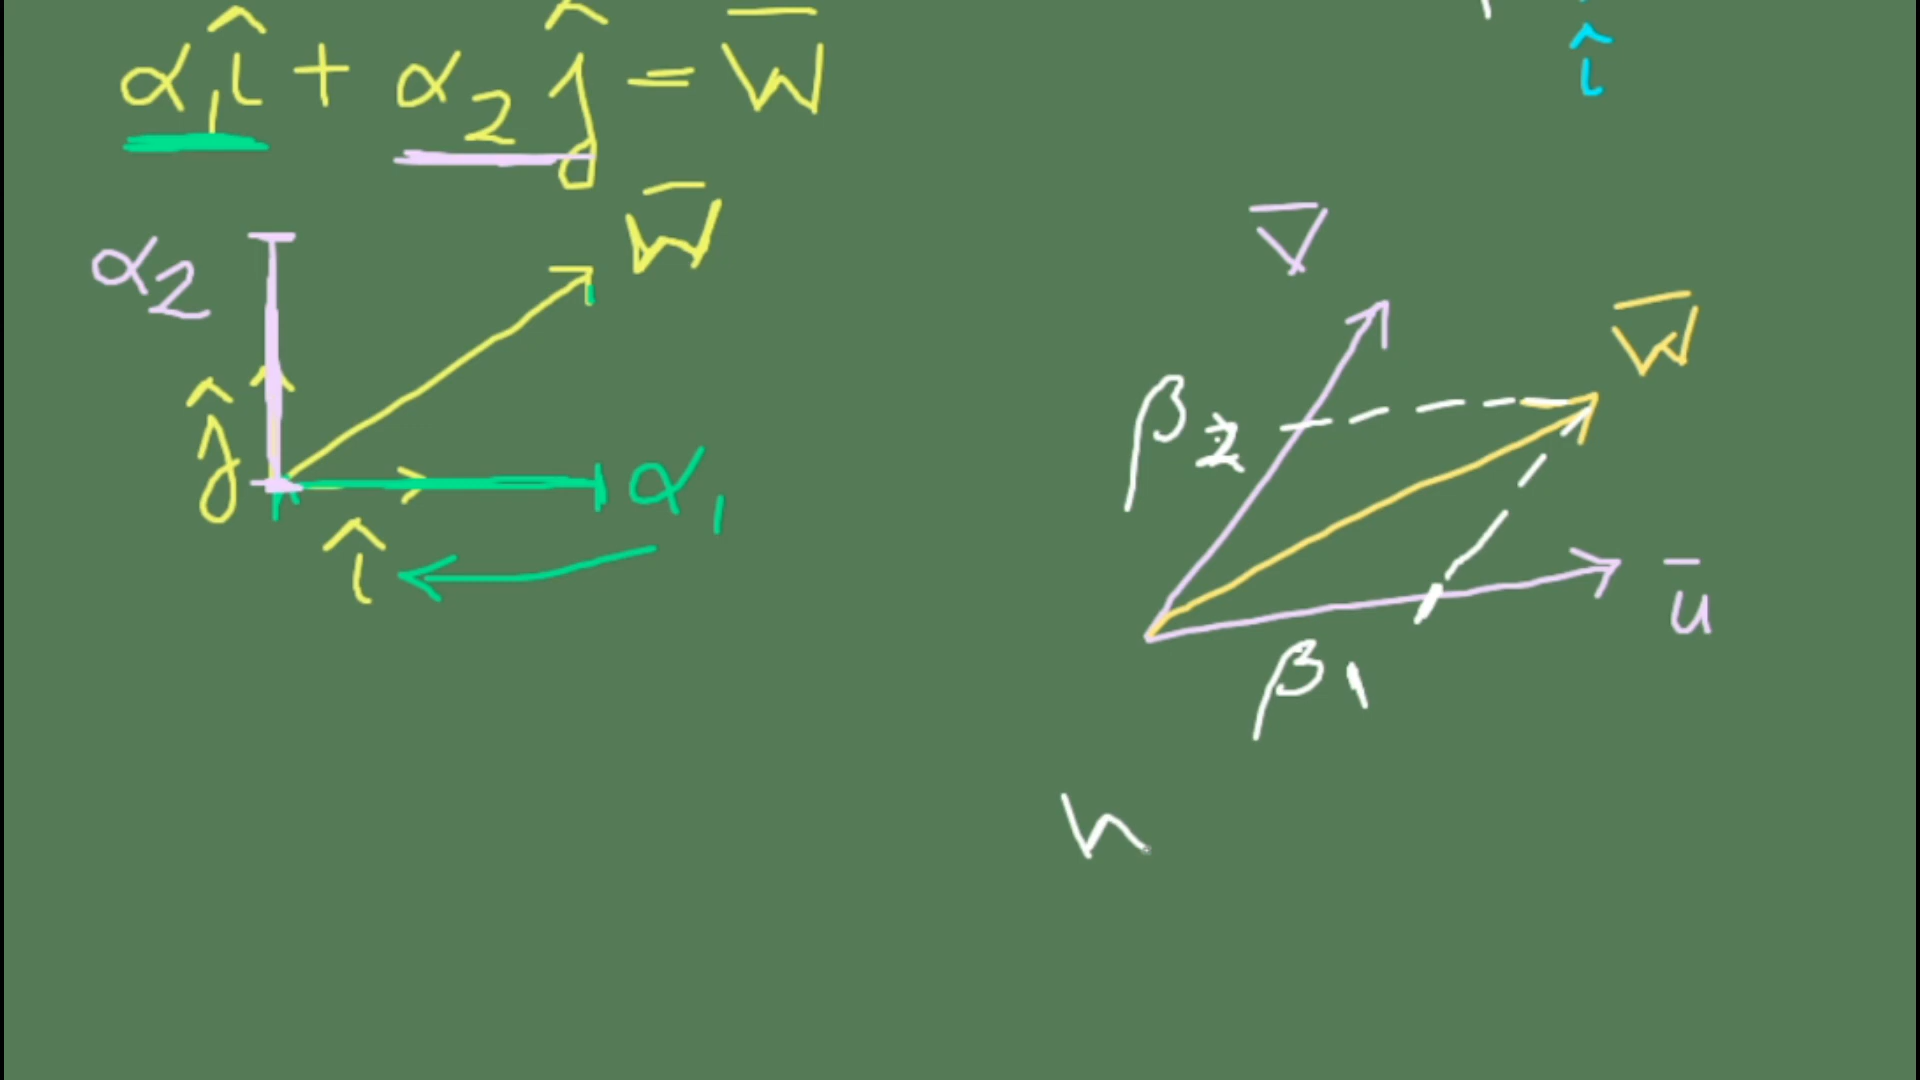 α₁î + α₂ĵ = w̅
î
w̅
α₂
ĵ
α₁
î
v̅
w̅
β₂
u̅
β₁